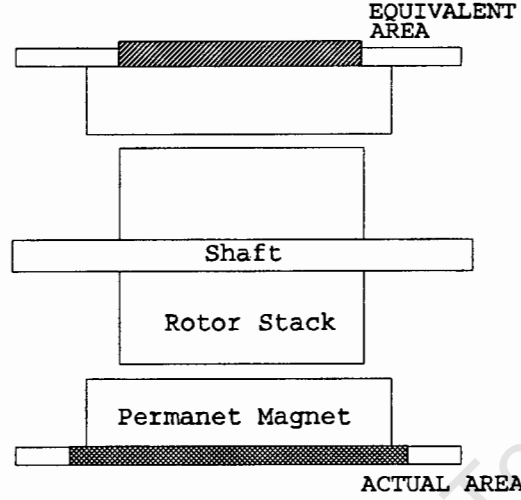 EQUIVALENT
AREA
Shaft
Rotor Stack
Permanet Magnet
ACTUAL AREA